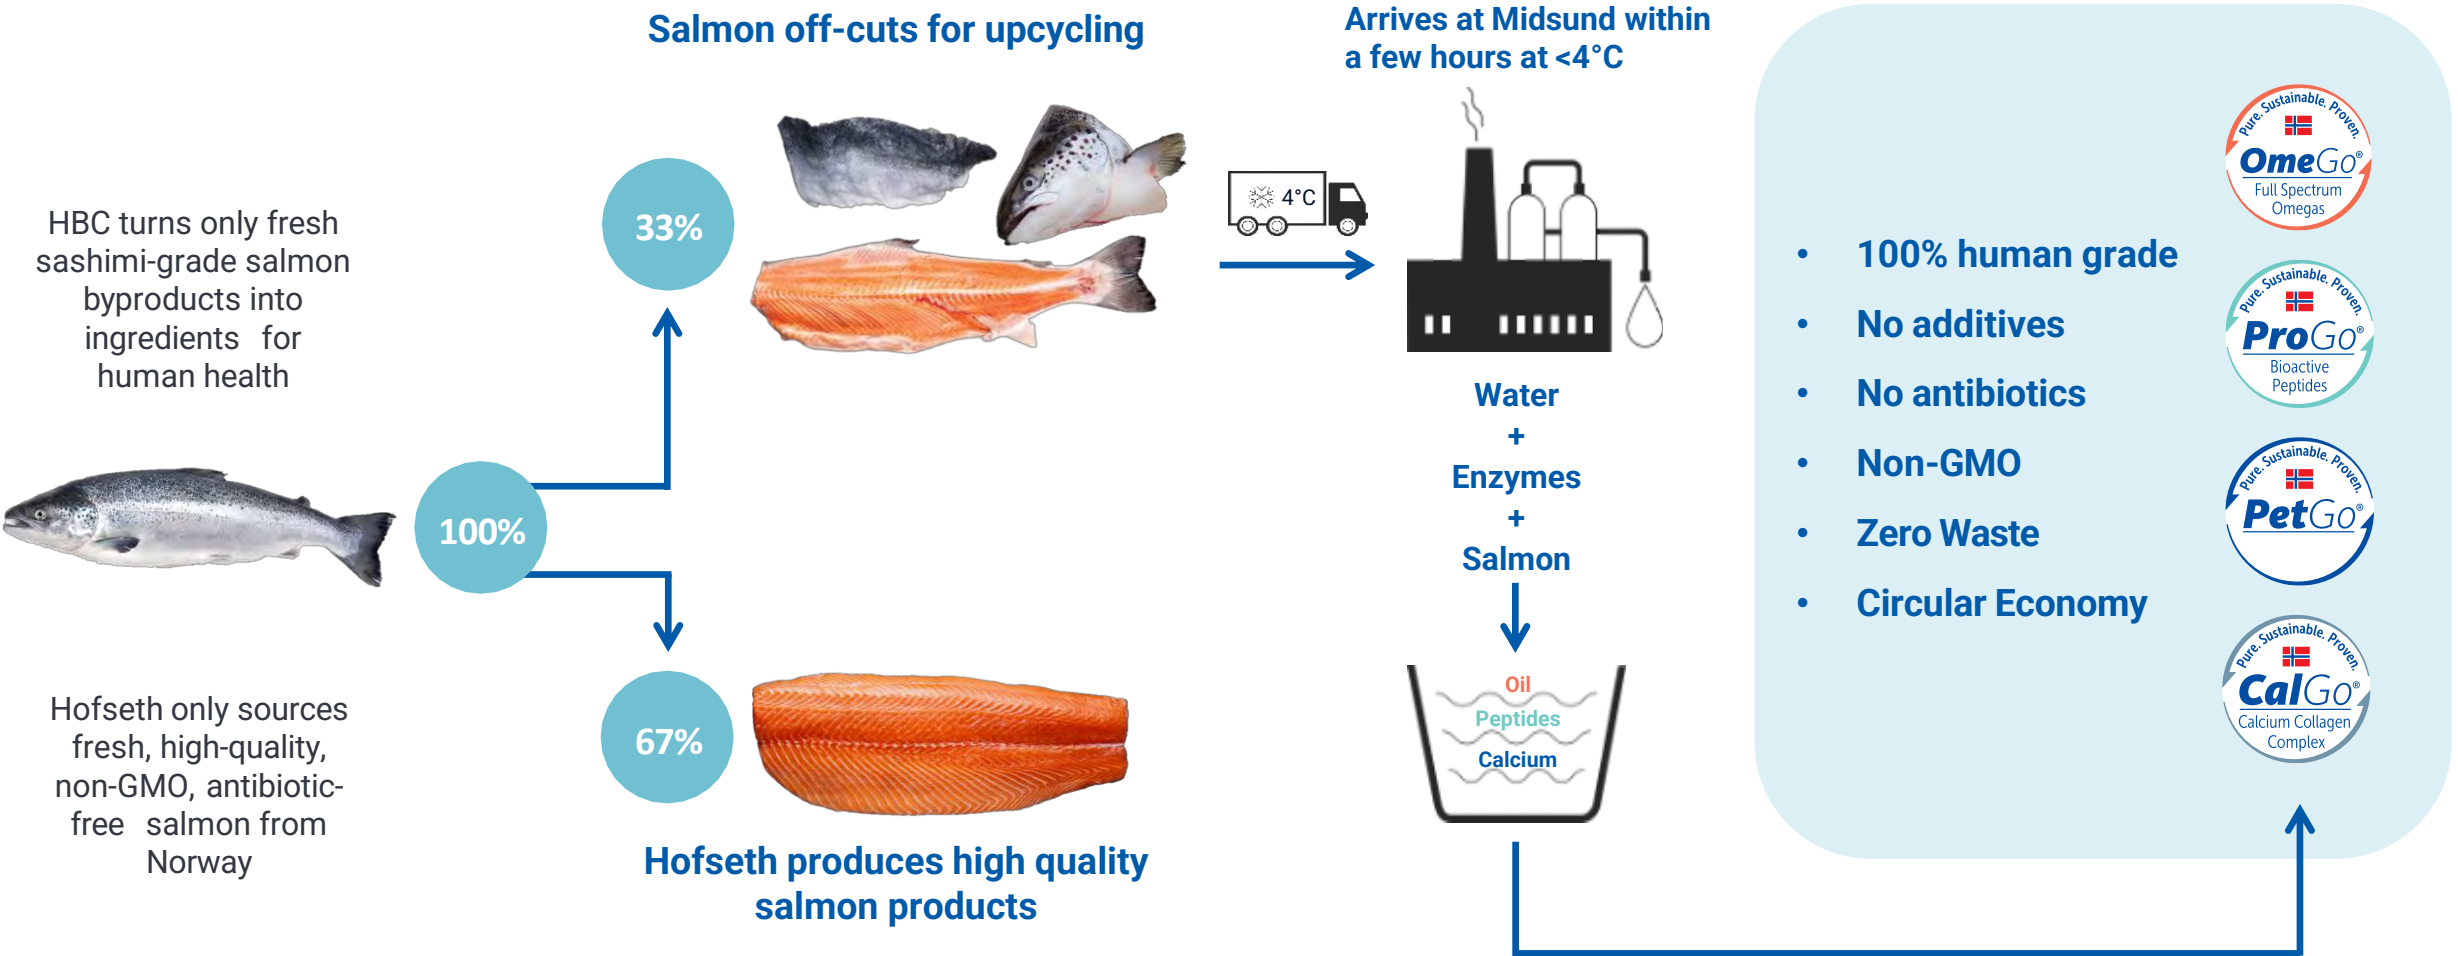 Salmon off-cuts for upcycling
Arrives at Midsund within
a few hours at <4°C
HBC turns only fresh
sashimi-grade salmon
byproducts into
ingredients for
human health
33%
4°C
100%
Hofseth only sources
fresh, high-quality,
non-GMO, antibiotic-
free salmon from
Norway
67%
Hofseth produces high quality
salmon products
Water
+
Enzymes
+
Salmon
Oil
Peptides
Calcium
• 100% human grade
• No additives
• No antibiotics
• Non-GMO
• Zero Waste
• Circular Economy
Pure. Sustainable. Proven.
OmeGo®
Full Spectrum
Omegas
Pure. Sustainable. Proven.
ProGo®
Bioactive
Peptides
Pure. Sustainable. Proven.
PetGo®
Pure. Sustainable. Proven.
CalGo®
Calcium Collagen
Complex